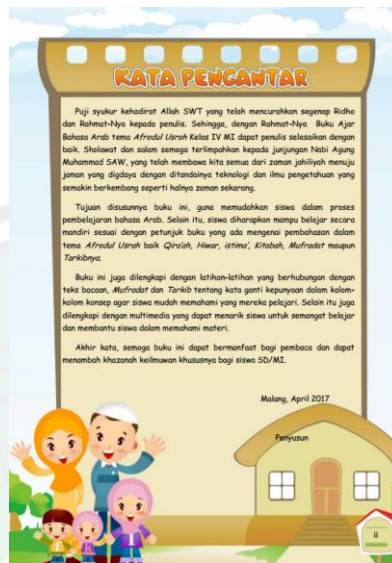 KATA PENGANTAR
Puji syukur kehadirat Allah SWT yang telah mencurahkan segenap Ridho
dan Rahmat-Nya kepada penulis. Sehingga, dengan Rahmat-Nya Buku Ajar
Bahasa Arab tema Afradul Usrah Kelas IV MI dapat penulis selesaikan dengan
baik. Sholawat dan salam semoga terlimpahkan kepada junjungan Nabi Agung
Muhammad SAW, yang telah membawa kita semua dari zaman jahiliyah menuju
jaman yang digdaya dengan ditandainya teknologi dan ilmu pengetahuan yang
semakin berkembang seperti halnya zaman sekarang.
Tujuan disusunnya buku ini, guna memudahkan siswa dalam proses
pembelajaran bahasa Arab. Selain itu, siswa diharapkan mampu belajar secara
mandiri sesuai dengan petunjuk buku yang ada mengenai pembahasan dalam
tema Afradul Usrah baik Qira'ah, Hiwar, istima', Kitabah, Mufradat maupun
Tarkibnya.
Buku ini juga dilengkapi dengan latihan-latihan yang berhubungan dengan
teks bacaan, Mufradat dan Tarkib tentang kata ganti kepunyaan dalam kolom-
kolom konsep agar siswa mudah memahami yang mereka pelajari. Selain itu juga
dilengkapi dengan multimedia yang dapat menarik siswa untuk semangat belajar
dan membantu siswa dalam memahami materi.
Akhir kata, semoga buku ini dapat bermanfaat bagi pembaca dan dapat
menambah khazanah keilmuwan khususnya bagi siswa SD/MI.
Malang, April 2017
Penyusun
ii